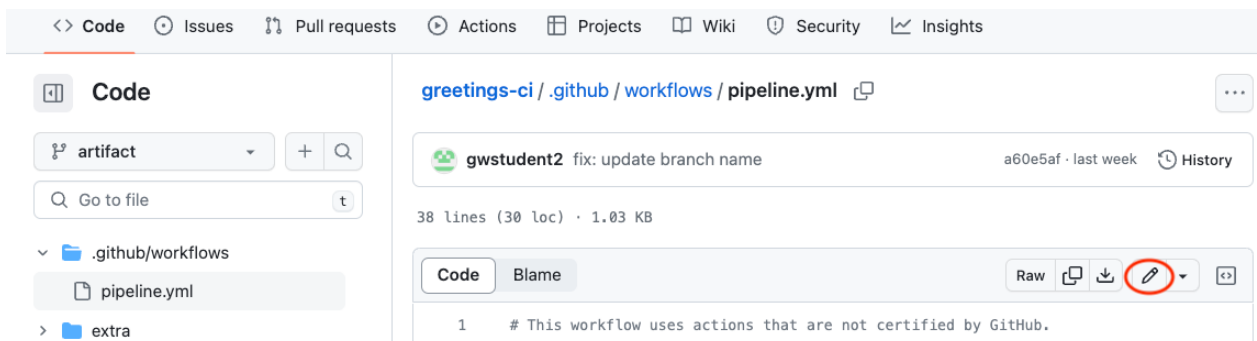 <> Code Issues Pull requests Actions Projects Wiki Security Insights
Code
artifact
Go to file t
.github/workflows
pipeline.yml
extra
greetings-ci / .github / workflows / pipeline.yml
gwstudent2 fix: update branch name a60e5af · last week History
38 lines (30 loc) · 1.03 KB
Code Blame Raw
1 # This workflow uses actions that are not certified by GitHub.